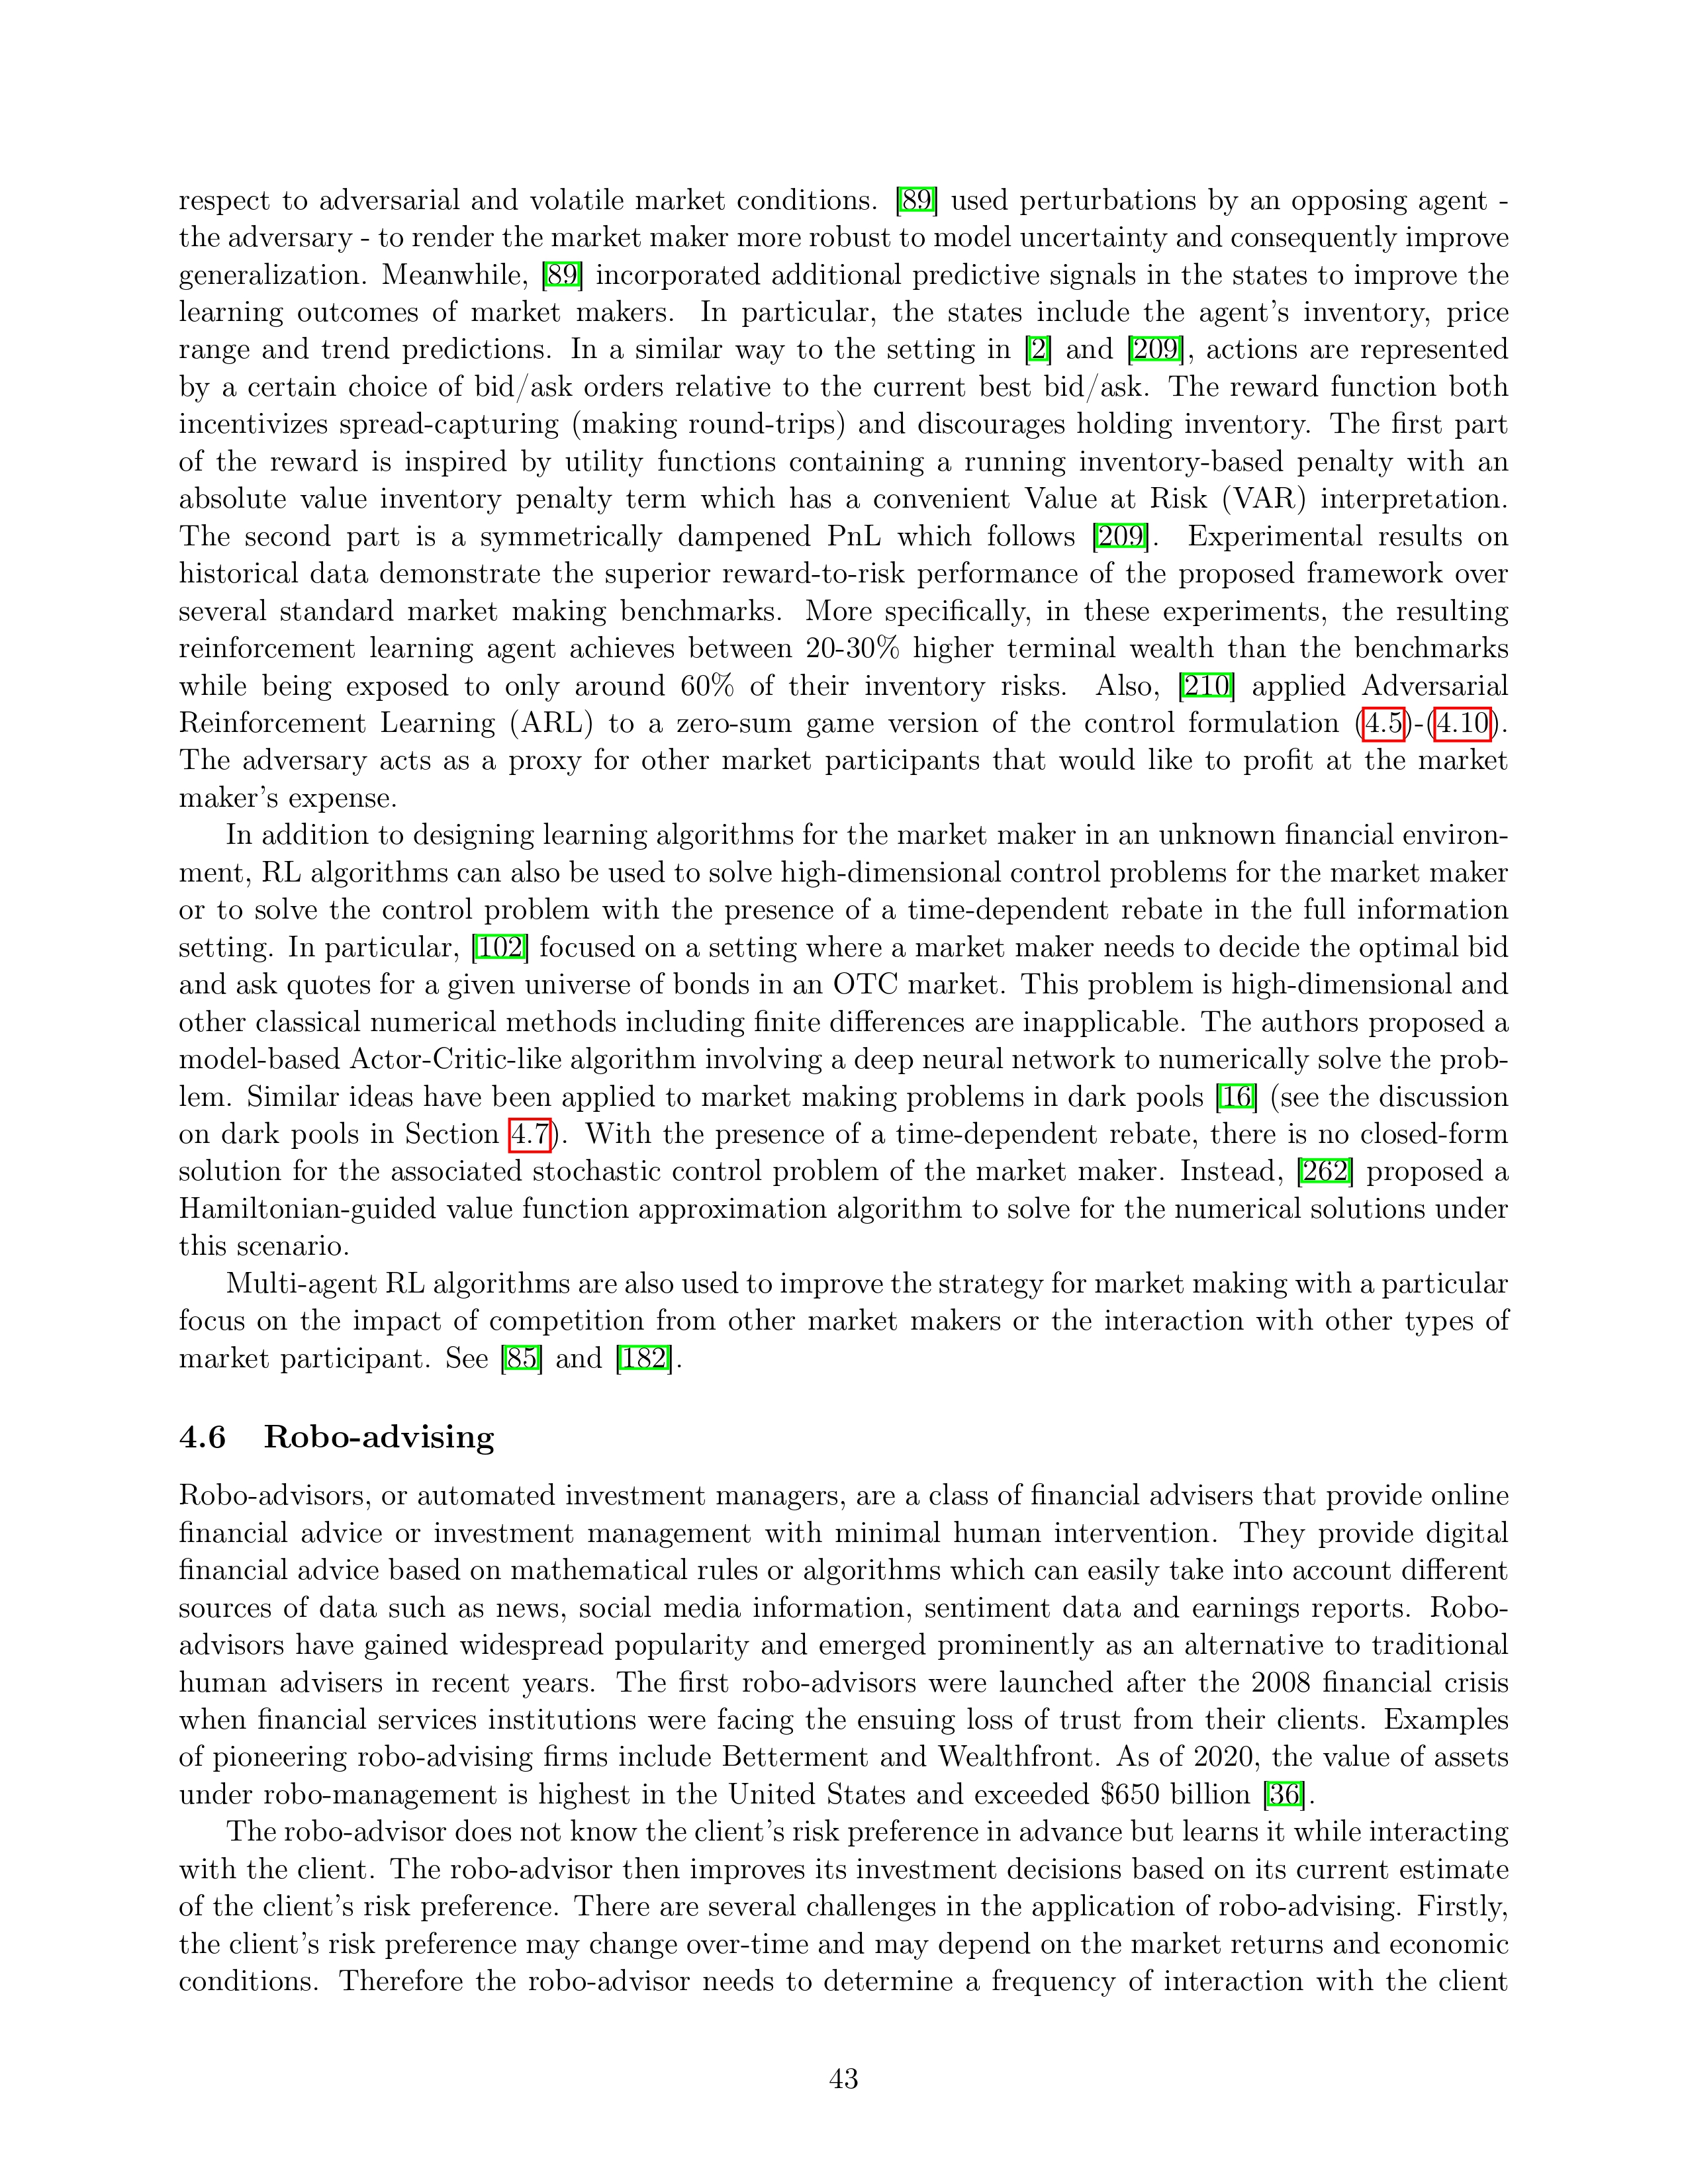 respect to adversarial and volatile market conditions. [89] used perturbations by an opposing agent -
the adversary - to render the market maker more robust to model uncertainty and consequently improve
generalization. Meanwhile, [89] incorporated additional predictive signals in the states to improve the
learning outcomes of market makers. In particular, the states include the agent's inventory, price
range and trend predictions. In a similar way to the setting in [2] and [209], actions are represented
by a certain choice of bid/ask orders relative to the current best bid/ask. The reward function both
incentivizes spread-capturing (making round-trips) and discourages holding inventory. The first part
of the reward is inspired by utility functions containing a running inventory-based penalty with an
absolute value inventory penalty term which has a convenient Value at Risk (VAR) interpretation.
The second part is a symmetrically dampened PnL which follows [209]. Experimental results on
historical data demonstrate the superior reward-to-risk performance of the proposed framework over
several standard market making benchmarks. More specifically, in these experiments, the resulting
reinforcement learning agent achieves between 20-30% higher terminal wealth than the benchmarks
while being exposed to only around 60% of their inventory risks. Also, [210] applied Adversarial
Reinforcement Learning (ARL) to a zero-sum game version of the control formulation (4.5)-(4.10).
The adversary acts as a proxy for other market participants that would like to profit at the market
maker's expense.
In addition to designing learning algorithms for the market maker in an unknown financial environ-
ment, RL algorithms can also be used to solve high-dimensional control problems for the market maker
or to solve the control problem with the presence of a time-dependent rebate in the full information
setting. In particular, [102] focused on a setting where a market maker needs to decide the optimal bid
and ask quotes for a given universe of bonds in an OTC market. This problem is high-dimensional and
other classical numerical methods including finite differences are inapplicable. The authors proposed a
model-based Actor-Critic-like algorithm involving a deep neural network to numerically solve the prob-
lem. Similar ideas have been applied to market making problems in dark pools [16] (see the discussion
on dark pools in Section 4.7). With the presence of a time-dependent rebate, there is no closed-form
solution for the associated stochastic control problem of the market maker. Instead, [262] proposed a
Hamiltonian-guided value function approximation algorithm to solve for the numerical solutions under
this scenario.
Multi-agent RL algorithms are also used to improve the strategy for market making with a particular
focus on the impact of competition from other market makers or the interaction with other types of
market participant. See [85] and [182].
4.6 Robo-advising
Robo-advisors, or automated investment managers, are a class of financial advisers that provide online
financial advice or investment management with minimal human intervention. They provide digital
financial advice based on mathematical rules or algorithms which can easily take into account different
sources of data such as news, social media information, sentiment data and earnings reports. Robo-
advisors have gained widespread popularity and emerged prominently as an alternative to traditional
human advisers in recent years. The first robo-advisors were launched after the 2008 financial crisis
when financial services institutions were facing the ensuing loss of trust from their clients. Examples
of pioneering robo-advising firms include Betterment and Wealthfront. As of 2020, the value of assets
under robo-management is highest in the United States and exceeded $650 billion [36].
The robo-advisor does not know the client's risk preference in advance but learns it while interacting
with the client. The robo-advisor then improves its investment decisions based on its current estimate
of the client's risk preference. There are several challenges in the application of robo-advising. Firstly,
the client's risk preference may change over-time and may depend on the market returns and economic
conditions. Therefore the robo-advisor needs to determine a frequency of interaction with the client
43